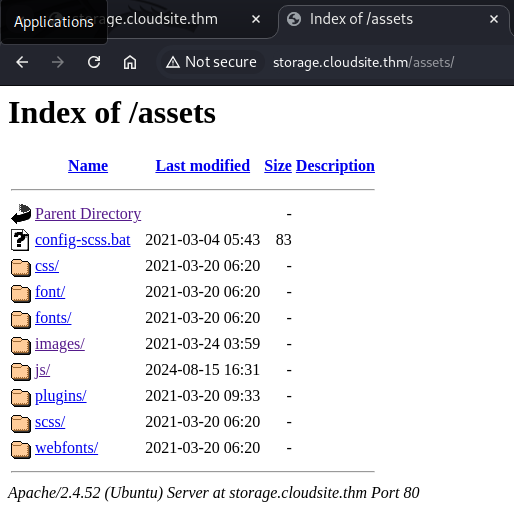 Applications
rage.cloudsite.thm
Index of /assets
Not secure
storage.cloudsite.thm/assets/
Index of /assets
Name Last modified Size Description
Parent Directory -
config-scss.bat 2021-03-04 05:43 83
css/ 2021-03-20 06:20 -
font/ 2021-03-20 06:20 -
fonts/ 2021-03-20 06:20 -
images/ 2021-03-24 03:59 -
js/ 2024-08-15 16:31 -
plugins/ 2021-03-20 09:33 -
scss/ 2021-03-20 06:20 -
webfonts/ 2021-03-20 06:20 -
Apache/2.4.52 (Ubuntu) Server at storage.cloudsite.thm Port 80